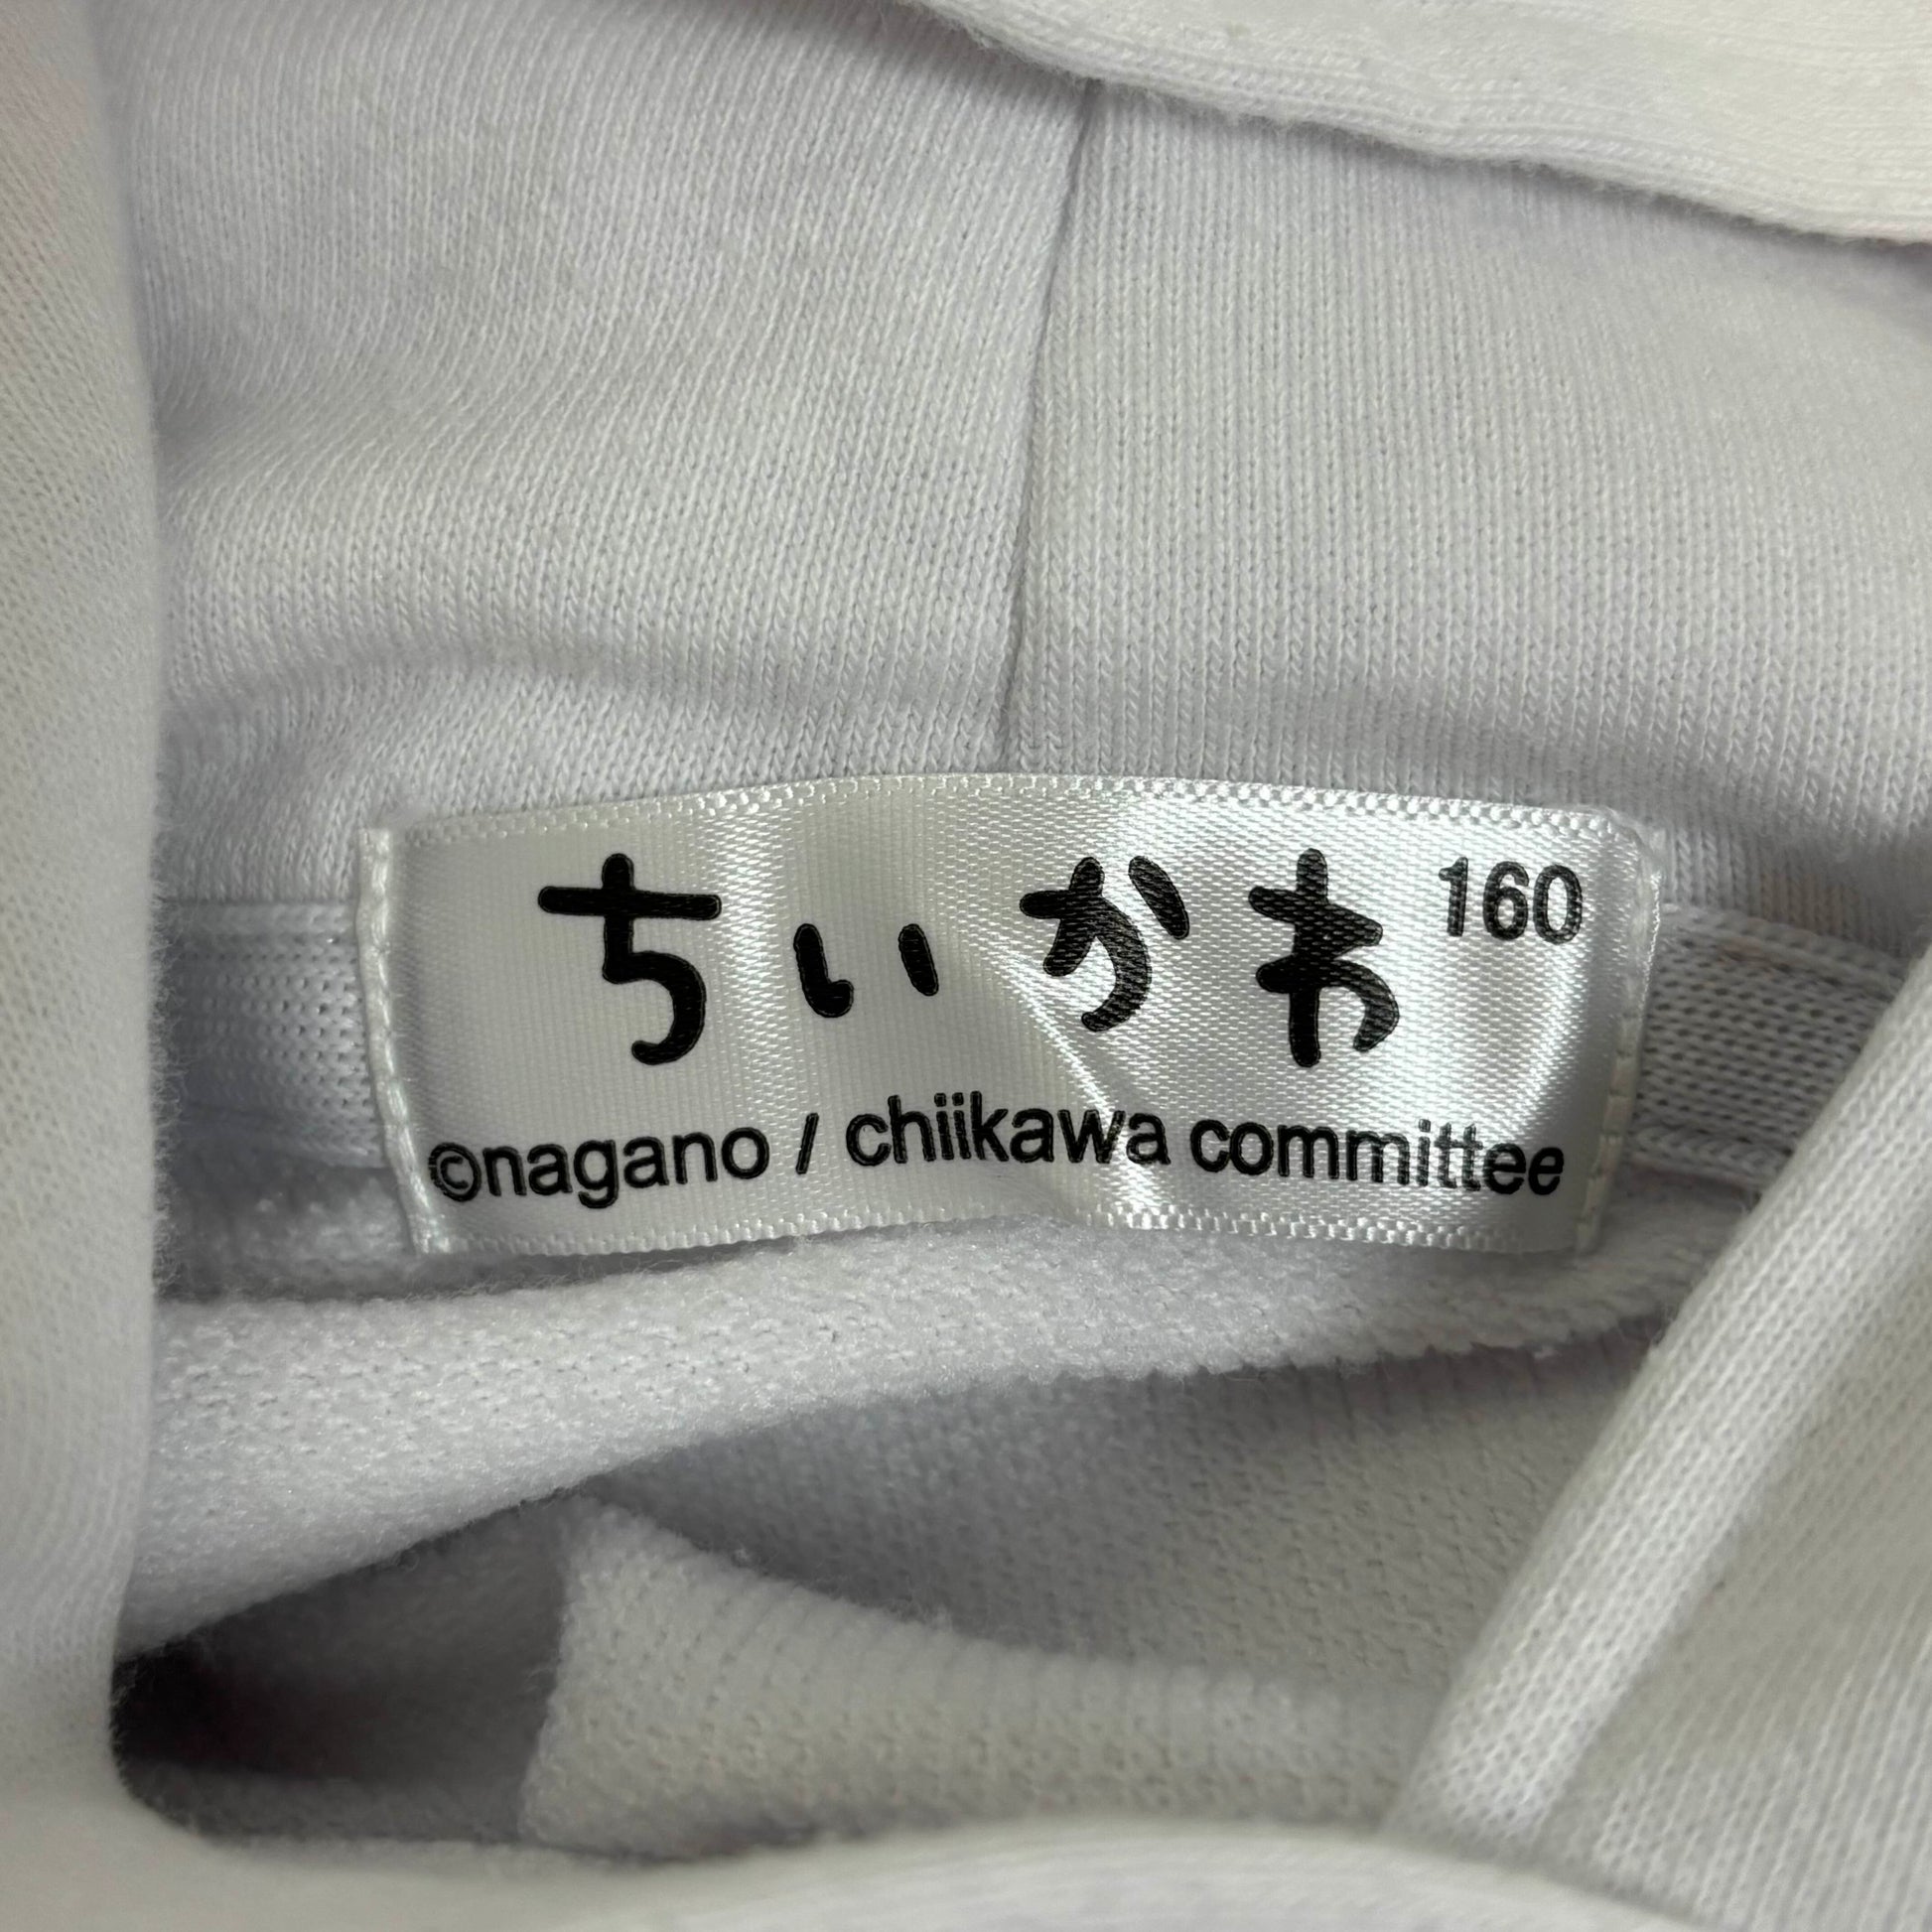 ちいかわ 160
©nagano / chiikawa committee